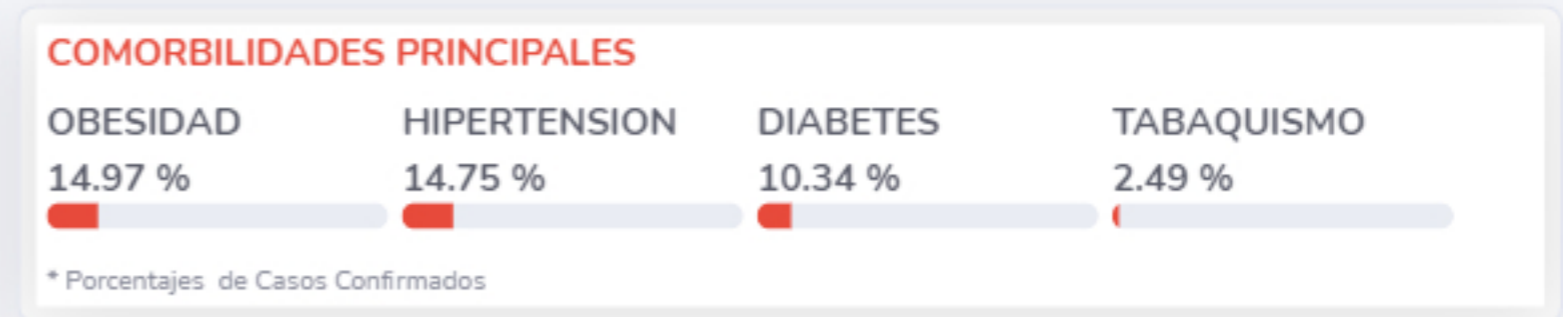 COMORBILIDADES PRINCIPALES
OBESIDAD HIPERTENSION DIABETES TABAQUISMO
14.97 % 14.75 % 10.34 % 2.49 %
* Porcentajes de Casos Confirmados